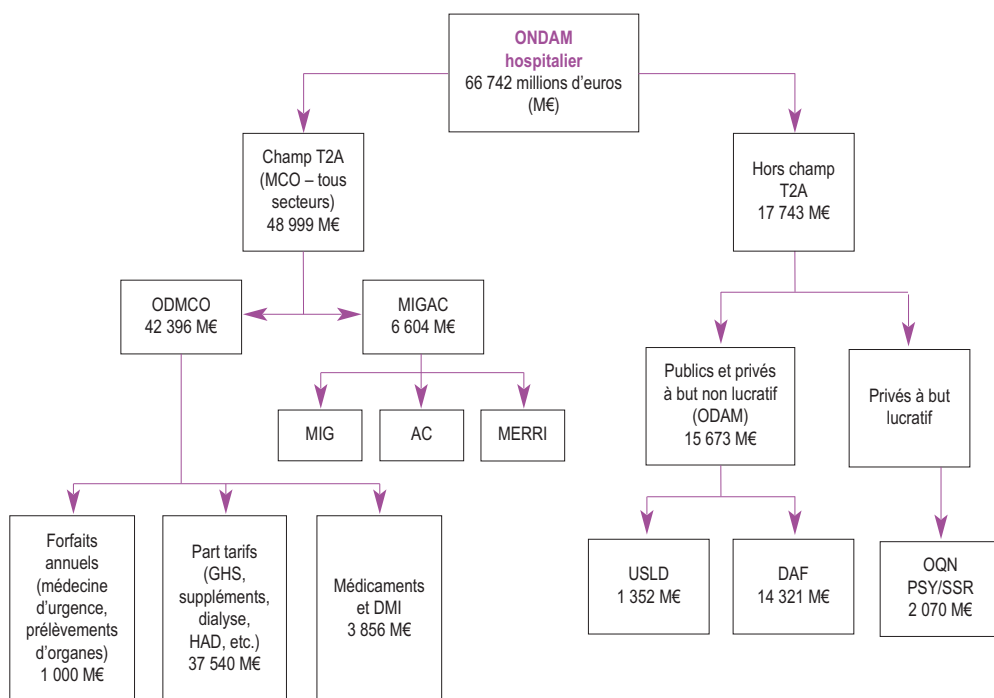 ONDAM
hospitalier
66 742 millions d’euros
(M€)
Champ T2A
(MCO – tous
secteurs)
48 999 M€
Hors champ
T2A
17 743 M€
ODMCO
42 396 M€
MIGAC
6 604 M€
Publics et privés
à but non lucratif
(ODAM)
15 673 M€
Privés à but
lucratif
MIG
AC
MERRI
Forfaits
annuels
(médecine
d’urgence,
prélèvements
d’organes)
1 000 M€
Part tarifs
(GHS,
suppléments,
dialyse,
HAD, etc.)
37 540 M€
Médicaments
et DMI
3 856 M€
USLD
1 352 M€
DAF
14 321 M€
OQN
PSY/SSR
2 070 M€